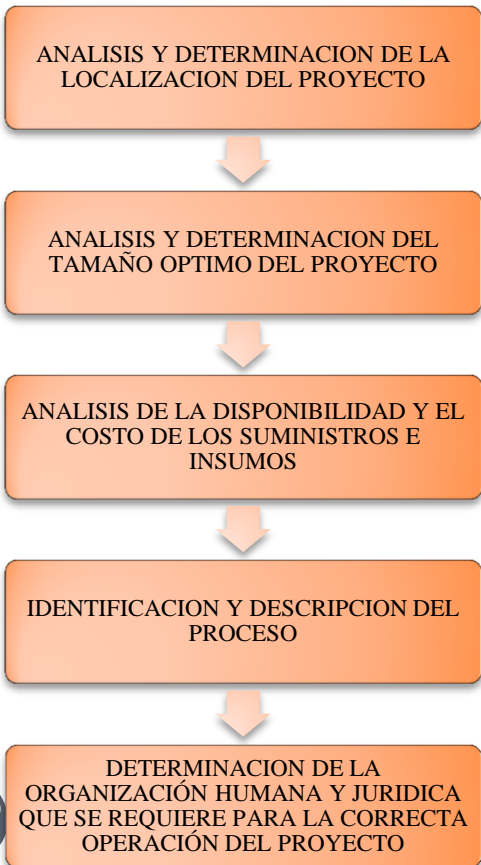 ANALISIS Y DETERMINACION DE LA
LOCALIZACION DEL PROYECTO
ANALISIS Y DETERMINACION DEL
TAMAÑO OPTIMO DEL PROYECTO
ANALISIS DE LA DISPONIBILIDAD Y EL
COSTO DE LOS SUMINISTROS E
INSUMOS
IDENTIFICACION Y DESCRIPCION DEL
PROCESO
DETERMINACION DE LA
ORGANIZACIÓN HUMANA Y JURIDICA
QUE SE REQUIERE PARA LA CORRECTA
OPERACIÓN DEL PROYECTO